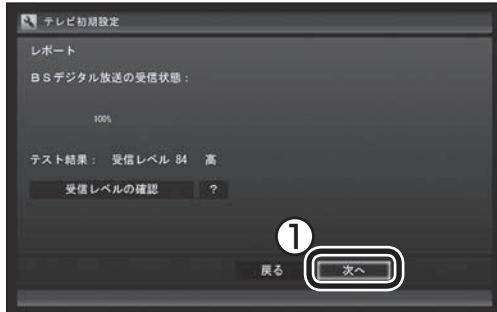 テレビ初期設定
レポート
BSデジタル放送の受信状態：
100%
テスト結果： 受信レベル 84 高
受信レベルの確認 ?
①
戻る 次へ